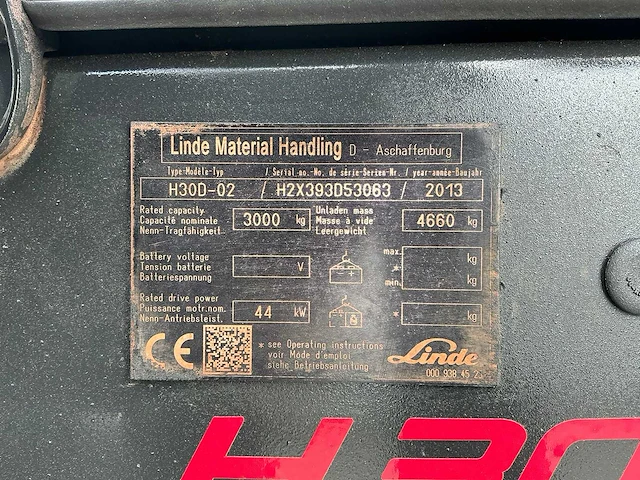 Linde Material Handling D - Aschaffenburg
Type-Modèle-Typ / Serial-no.-No. de série-Serien-Nr. / year-année-Baujahr
H30D-02 / H2X393D53063 / 2013
Rated capacity
Capacité nominale
Nenn-Tragfähigkeit
3000 kg
Unladen mass
Masse à vide
Leergewicht
4660 kg
Battery voltage
Tension batterie
Batteriespannung
V
max.
*
min.
kg
kg
Rated drive power
Puissance motr.nom.
Nenn-Antriebsleist.
44 kW
* kg
CE
* see Operating instructions
voir Mode d'emploi
siehe Betriebsanleitung
Linde
000 938 45 2
H30